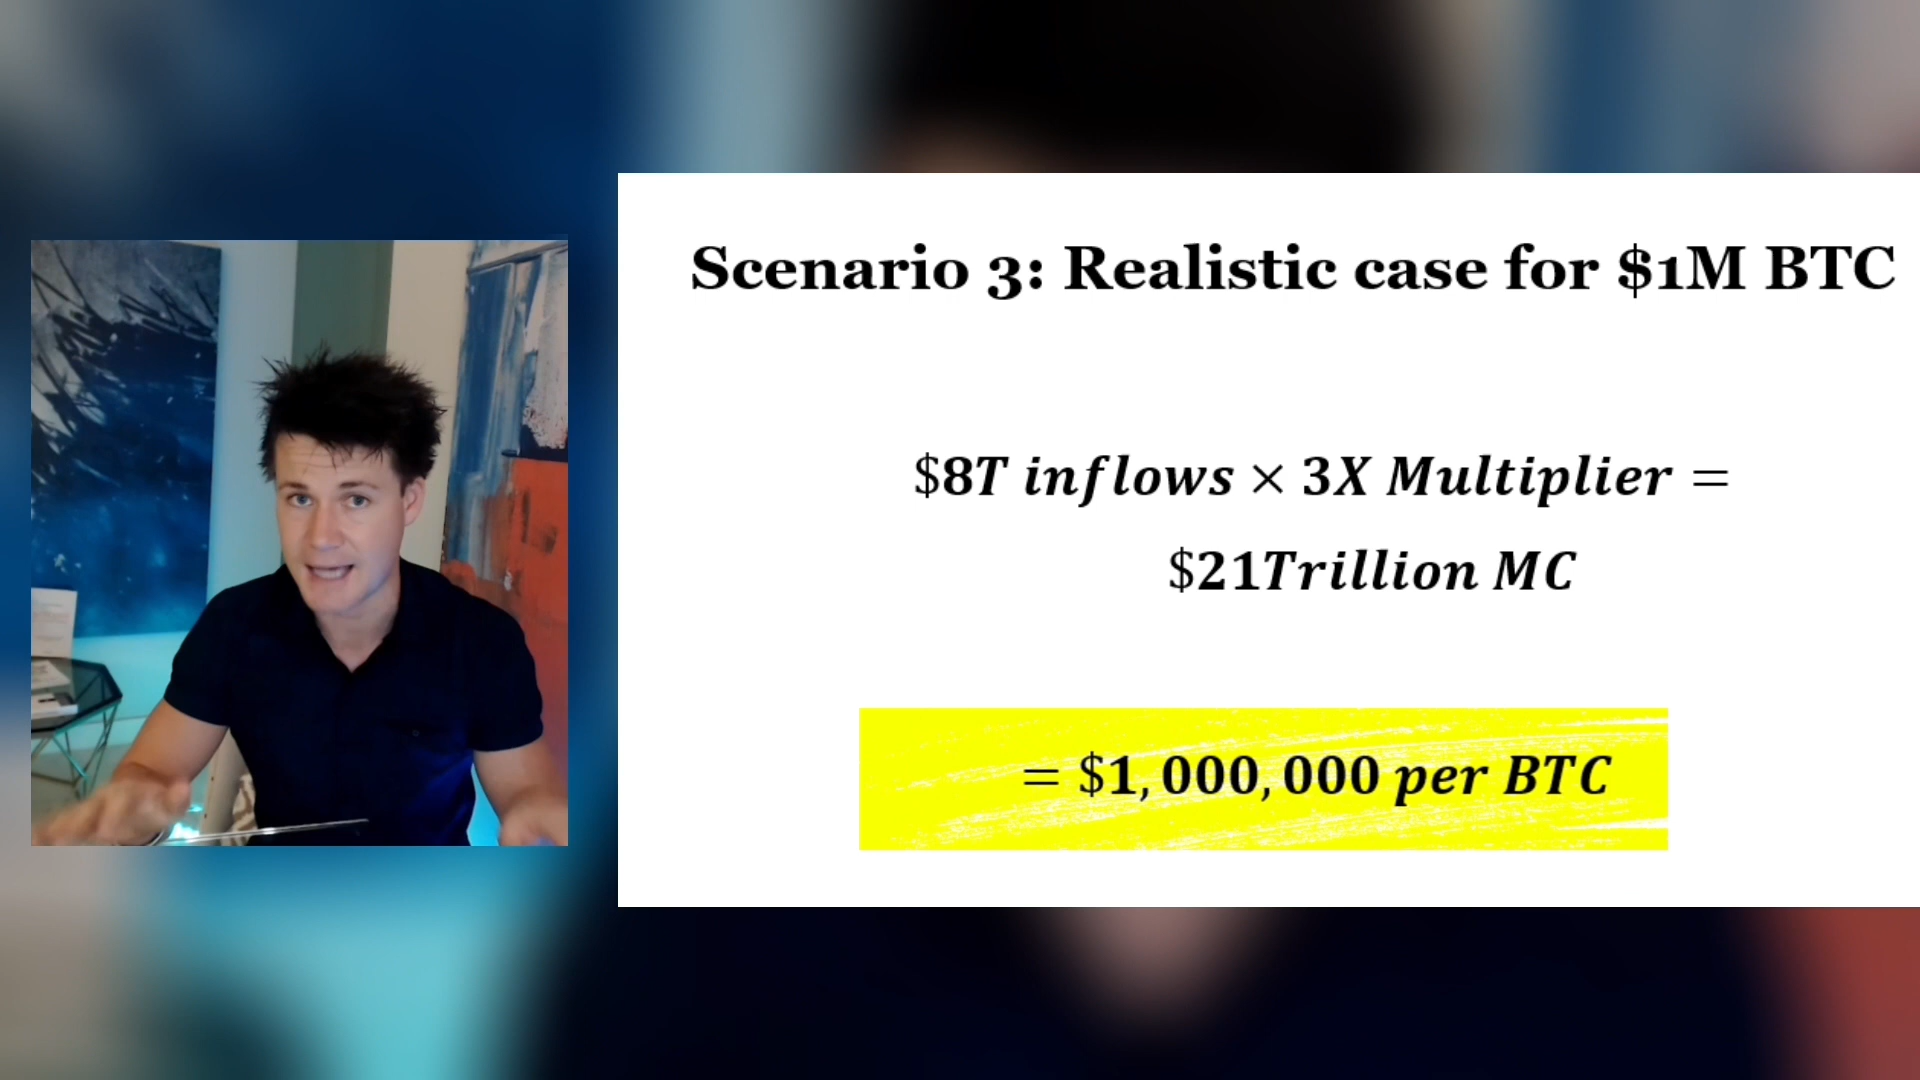 Scenario 3: Realistic case for $1M BTC
$8T inflows × 3X Multiplier =
$21Trillion MC
= $1,000,000 per BTC